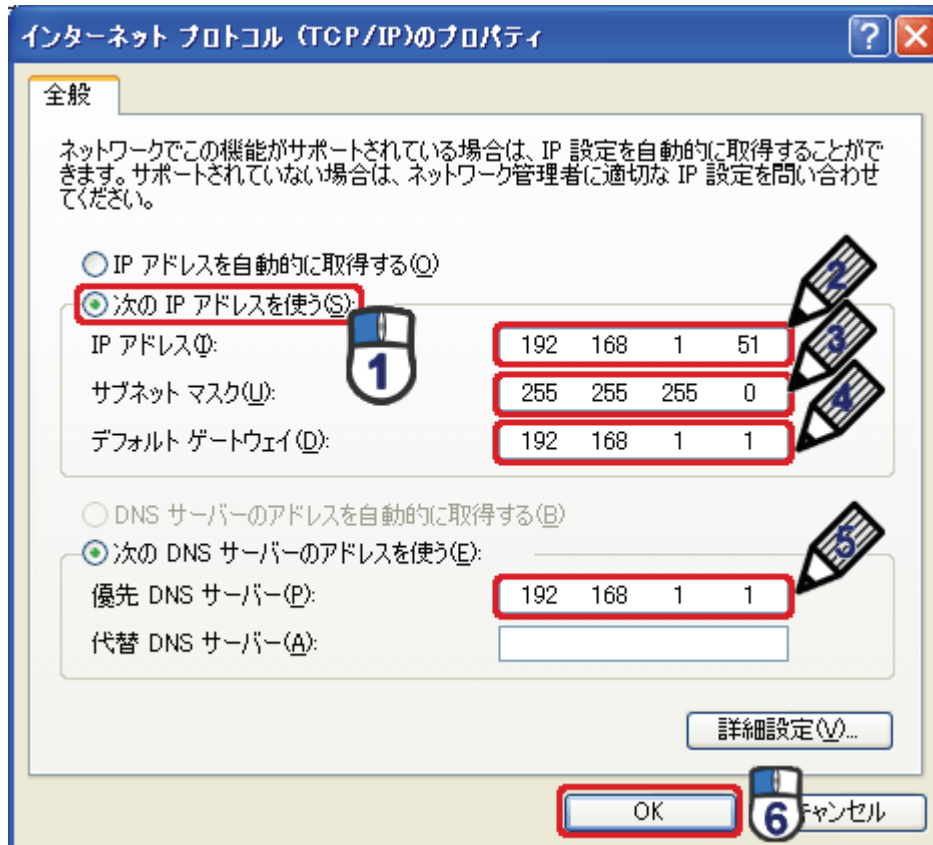 インターネット プロトコル (TCP/IP)のプロパティ
全般
ネットワークでこの機能がサポートされている場合は、IP 設定を自動的に取得することがで
きます。サポートされていない場合は、ネットワーク管理者に適切な IP 設定を問い合わせ
てください。
IP アドレスを自動的に取得する(O)
次の IP アドレスを使う(S):
1
IP アドレス(I): 192 168 1 51
2
サブネット マスク(U): 255 255 255 0
3
デフォルト ゲートウェイ(D): 192 168 1 1
4
DNS サーバーのアドレスを自動的に取得する(B)
次の DNS サーバーのアドレスを使う(E):
優先 DNS サーバー(P): 192 168 1 1
5
代替 DNS サーバー(A):
詳細設定(V)...
OK
6
キャンセル